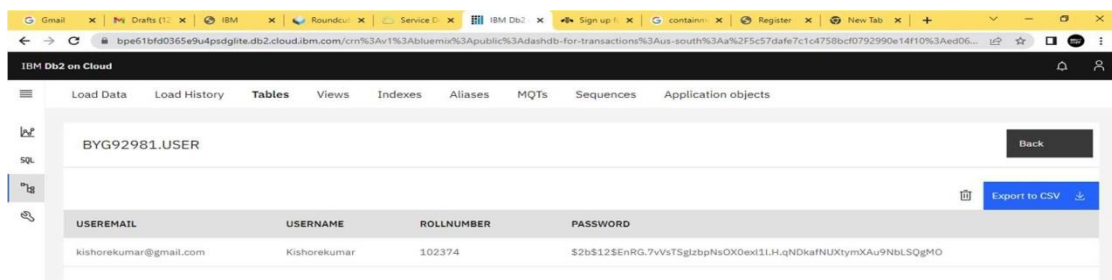 Gmail Drafts (12 IBM Roundcub Service D IBM Db2 Sign up f containm Register New Tab
bpe61bfd0365e9u4psdglite.db2.cloud.ibm.com/crn%3Av1%3Abluemix%3Apublic%3Adashdb-for-transactions%3Aus-south%3Aa%2F5c57dafe7c1c4758bcf0792990e14f10%3Aed06...
IBM Db2 on Cloud
Load Data Load History Tables Views Indexes Aliases MQTs Sequences Application objects
BYG92981.USER Back
SQL
Export to CSV
USEREMAIL USERNAME ROLLNUMBER PASSWORD
kishorekumar@gmail.com Kishorekumar 102374